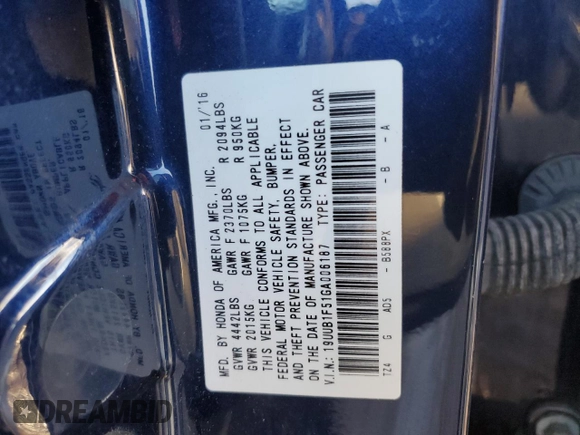 MFD. BY HONDA OF AMERICA MFG., INC. 01/'16
GVWR 4442LBS GAWR F 2370LBS R 2094LBS
GVWR 2015KG GAWR F 1075KG R 950KG
THIS VEHICLE CONFORMS TO ALL APPLICABLE
FEDERAL MOTOR VEHICLE SAFETY, BUMPER,
AND THEFT PREVENTION STANDARDS IN EFFECT
ON THE DATE OF MANUFACTURE SHOWN ABOVE.
V.I.N.: 19UUB1F51GA006187 TYPE: PASSENGER CAR
TZ4 G AD5 - B588PX - B - A
DREAMBID